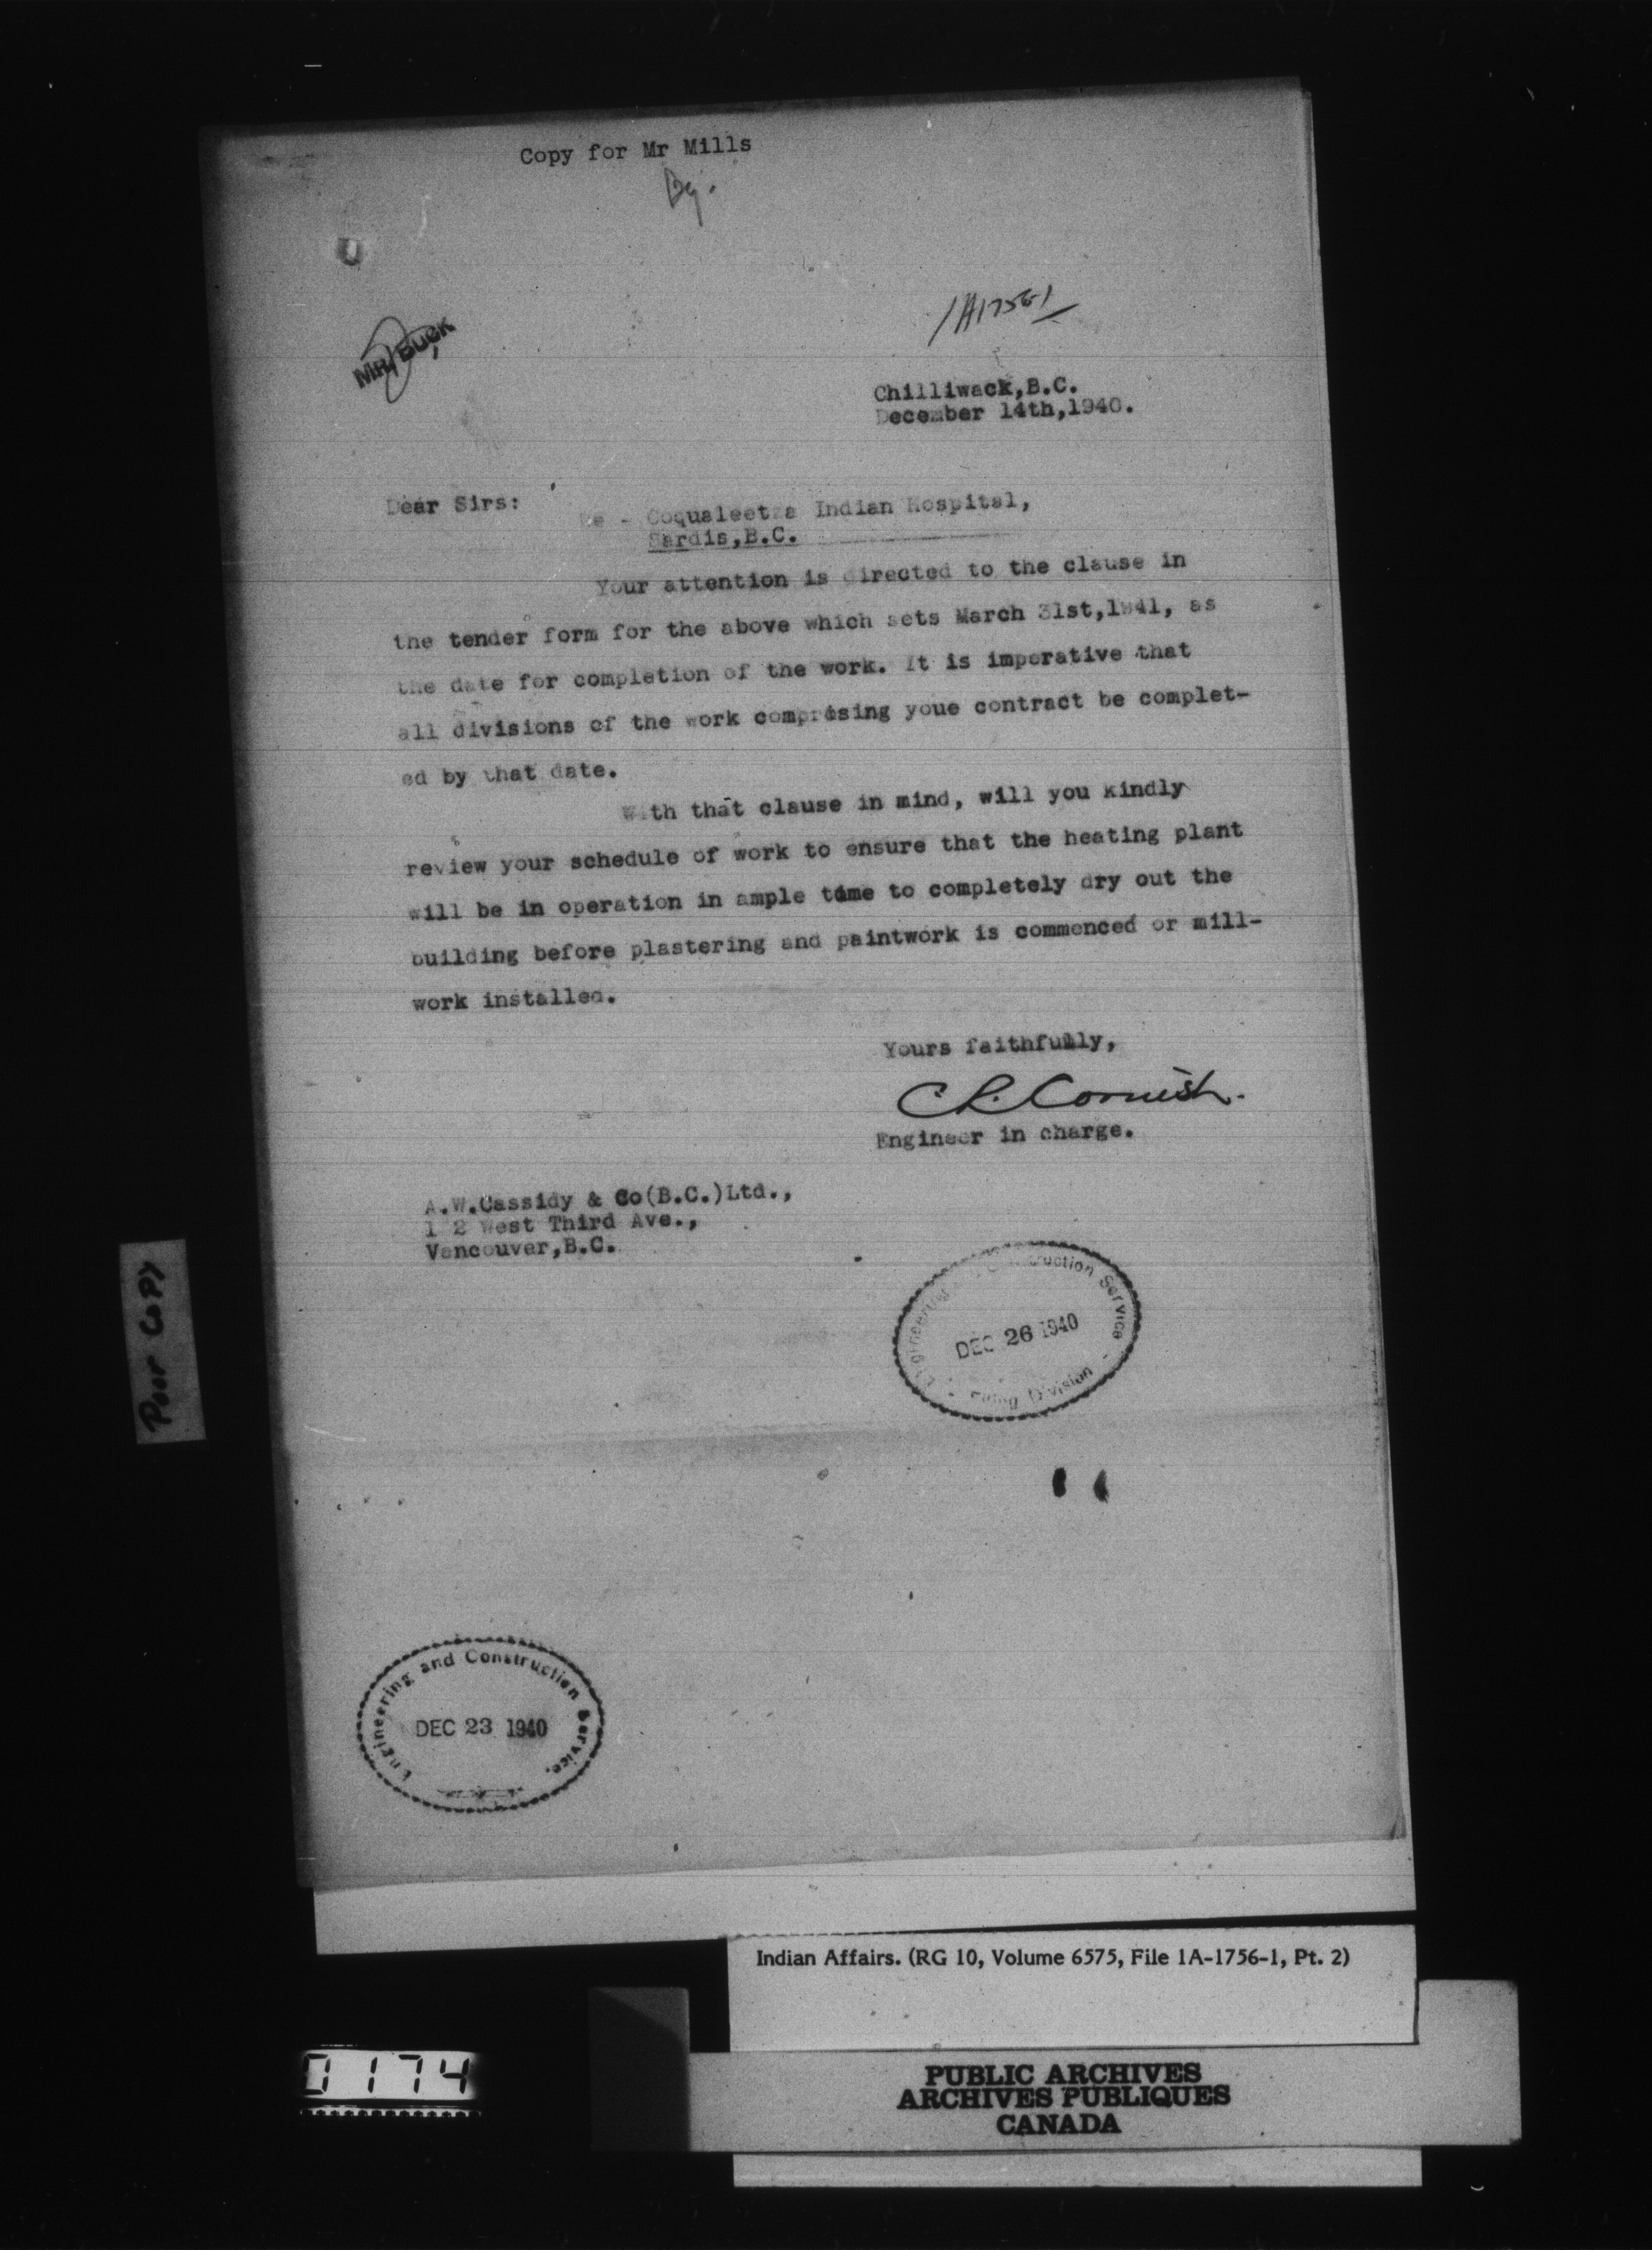 Copy for Mr Mills
MR. BUCK
Chilliwack,B.C.
December 14th,1940.
Dear Sirs:
Re - Coqualeetza Indian Hospital,
Sardis,B.C.
Your attention is directed to the clause in
the tender form for the above which sets March 31st,1941, as
the date for completion of the work. It is imperative that
all divisions of the work comprising youe contract be complet-
ed by that date.
With that clause in mind, will you kindly
review your schedule of work to ensure that the heating plant
will be in operation in ample time to completely dry out the
building before plastering and paintwork is commenced or mill-
work installed.
Yours faithfully,
C.R. Cornish.
Engineer in charge.
A.W.Cassidy & Co(B.C.)Ltd.,
1 2 West Third Ave.,
Vancouver,B.C.
Poor Copy
Engineering Construction Service
DEC 26 1940
Filing Division
Engineering and Construction Service.
DEC 23 1940
Indian Affairs. (RG 10, Volume 6575, File 1A-1756-1, Pt. 2)
0174
PUBLIC ARCHIVES
ARCHIVES PUBLIQUES
CANADA